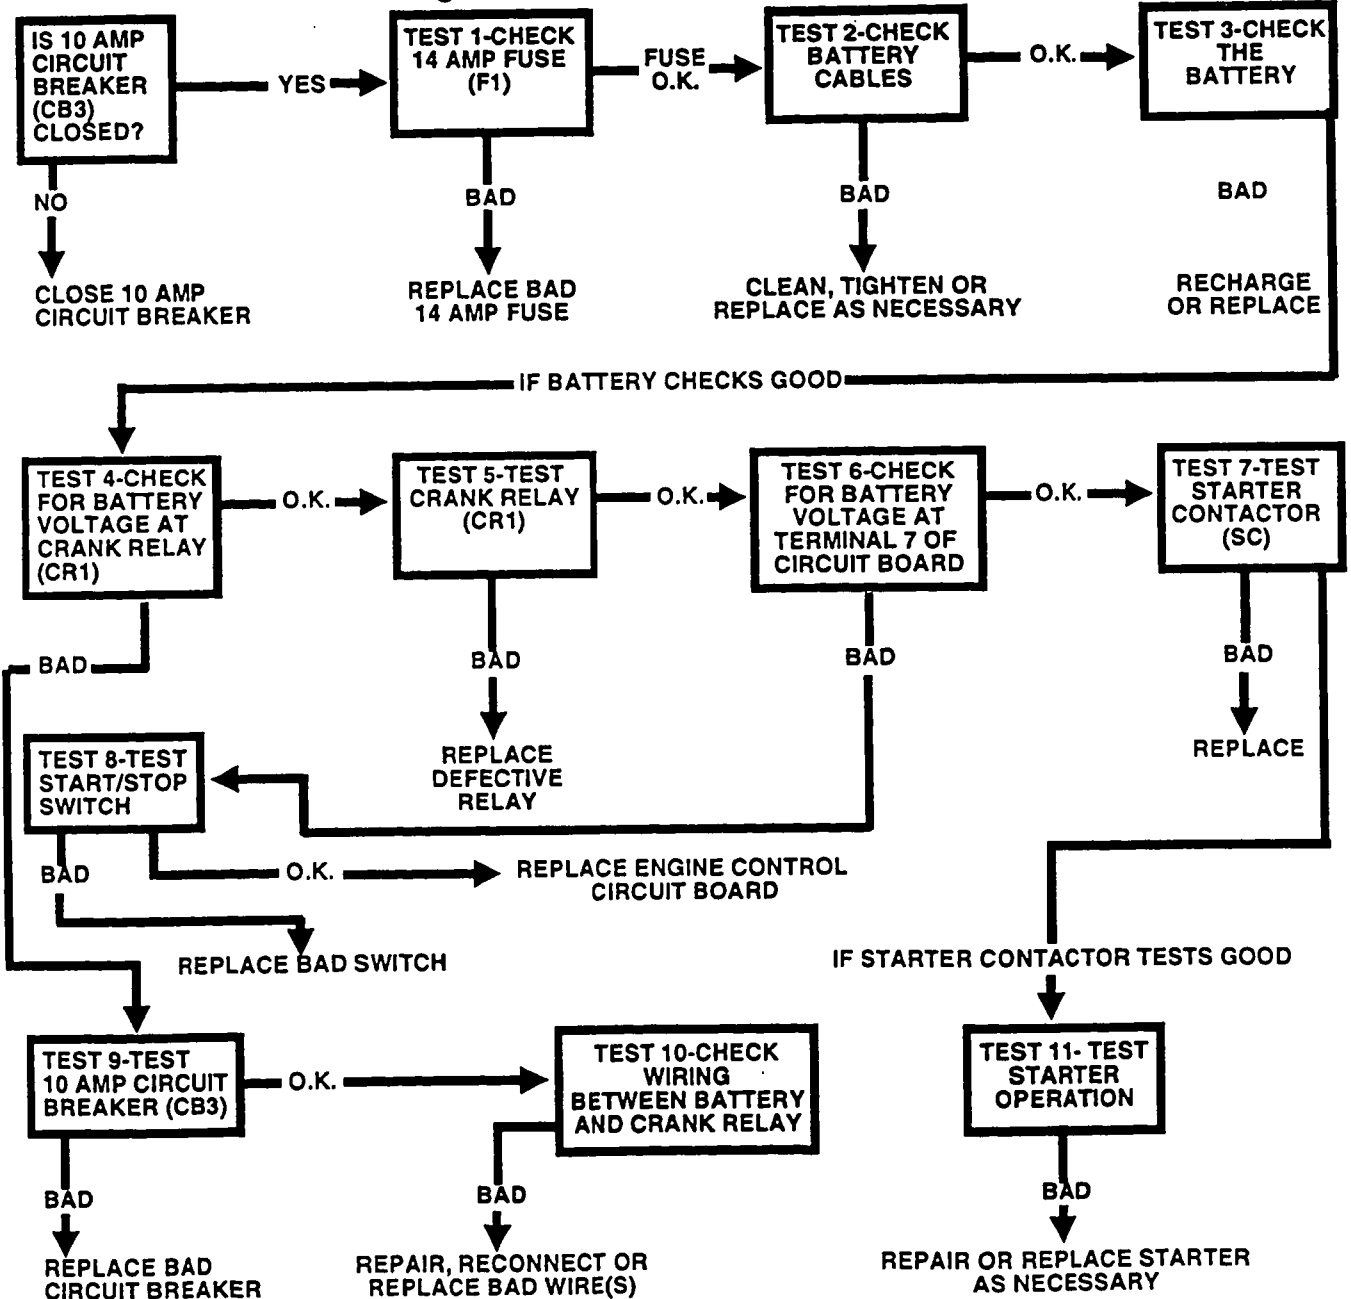 IS 10 AMP
CIRCUIT
BREAKER
(CB3)
CLOSED?
YES
NO
CLOSE 10 AMP
CIRCUIT BREAKER
TEST 1-CHECK
14 AMP FUSE
(F1)
FUSE
O.K.
BAD
REPLACE BAD
14 AMP FUSE
TEST 2-CHECK
BATTERY
CABLES
O.K.
BAD
CLEAN, TIGHTEN OR
REPLACE AS NECESSARY
TEST 3-CHECK
THE
BATTERY
BAD
RECHARGE
OR REPLACE
IF BATTERY CHECKS GOOD
TEST 4-CHECK
FOR BATTERY
VOLTAGE AT
CRANK RELAY
(CR1)
O.K.
BAD
TEST 5-TEST
CRANK RELAY
(CR1)
O.K.
BAD
REPLACE
DEFECTIVE
RELAY
TEST 6-CHECK
FOR BATTERY
VOLTAGE AT
TERMINAL 7 OF
CIRCUIT BOARD
O.K.
BAD
TEST 7-TEST
STARTER
CONTACTOR
(SC)
BAD
REPLACE
TEST 8-TEST
START/STOP
SWITCH
BAD
O.K.
REPLACE ENGINE CONTROL
CIRCUIT BOARD
REPLACE BAD SWITCH
IF STARTER CONTACTOR TESTS GOOD
TEST 9-TEST
10 AMP CIRCUIT
BREAKER (CB3)
O.K.
BAD
REPLACE BAD
CIRCUIT BREAKER
TEST 10-CHECK
WIRING
BETWEEN BATTERY
AND CRANK RELAY
BAD
REPAIR, RECONNECT OR
REPLACE BAD WIRE(S)
TEST 11- TEST
STARTER
OPERATION
BAD
REPAIR OR REPLACE STARTER
AS NECESSARY